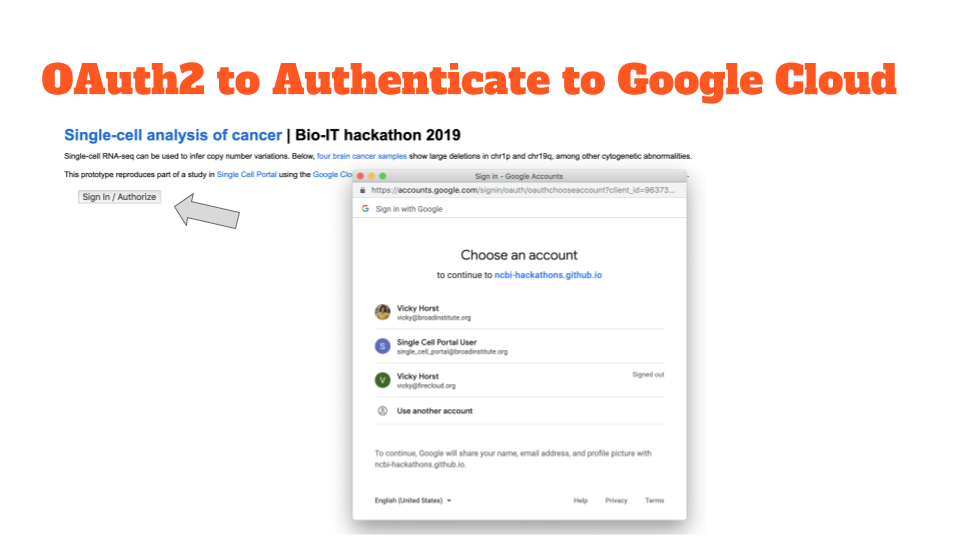 OAuth2 to Authenticate to Google Cloud
Single-cell analysis of cancer | Bio-IT hackathon 2019
Single-cell RNA-seq can be used to infer copy number variations. Below, four brain cancer samples show large deletions in chr1p and chr19q, among other cytogenetic abnormalities.
This prototype reproduces part of a study in Single Cell Portal using the Google
Sign In / Authorize
Sign in - Google Accounts
https://accounts.google.com/signin/oauth/oauthchooseaccount?client_id=96373...
Sign in with Google
Choose an account
to continue to ncbi-hackathons.github.io
Vicky Horst
vicky@broadinstitute.org
S
Single Cell Portal User
single_cell_portal@broadinstitute.org
V
Vicky Horst
Signed out
vicky@firecloud.org
Use another account
To continue, Google will share your name, email address, and profile picture with
ncbi-hackathons.github.io.
English (United States)
Help Privacy Terms